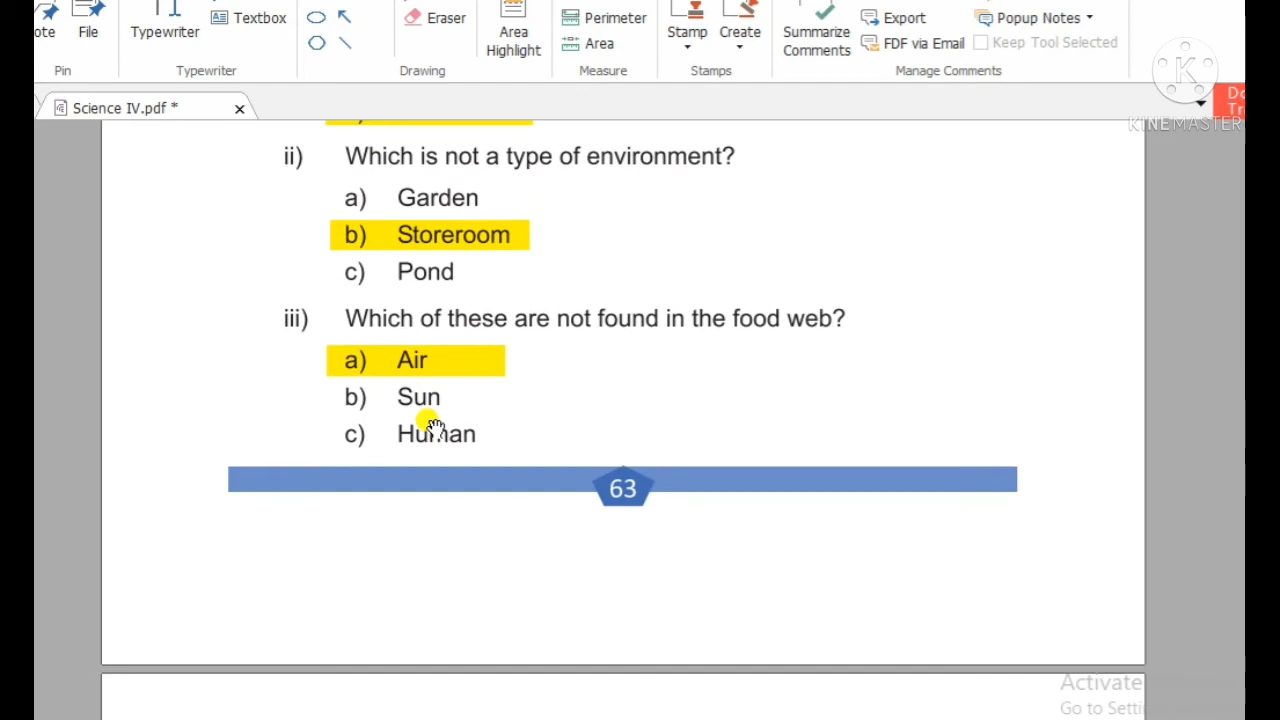 ote File Typewriter Textbox Eraser Area Highlight Perimeter Area Stamp Create Summarize Comments Export FDF via Email Popup Notes Keep Tool Selected
Pin Typewriter Drawing Measure Stamps Manage Comments
Science IV.pdf *
KINEMASTER
ii) Which is not a type of environment?
a) Garden
b) Storeroom
c) Pond
iii) Which of these are not found in the food web?
a) Air
b) Sun
c) Human
63
Activate
Go to Setti